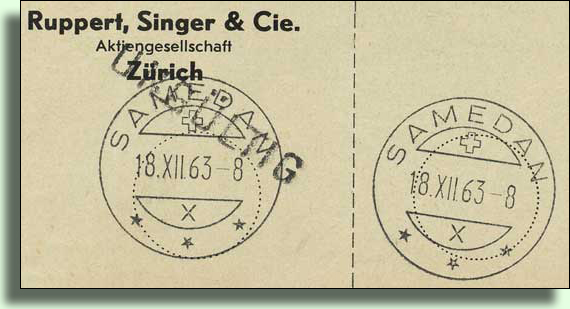 Ruppert, Singer & Cie.
Aktiengesellschaft
Zürich
SAMEDAN
18.XII.63-8
X
SAMEDAN
18.XII.63-8
X